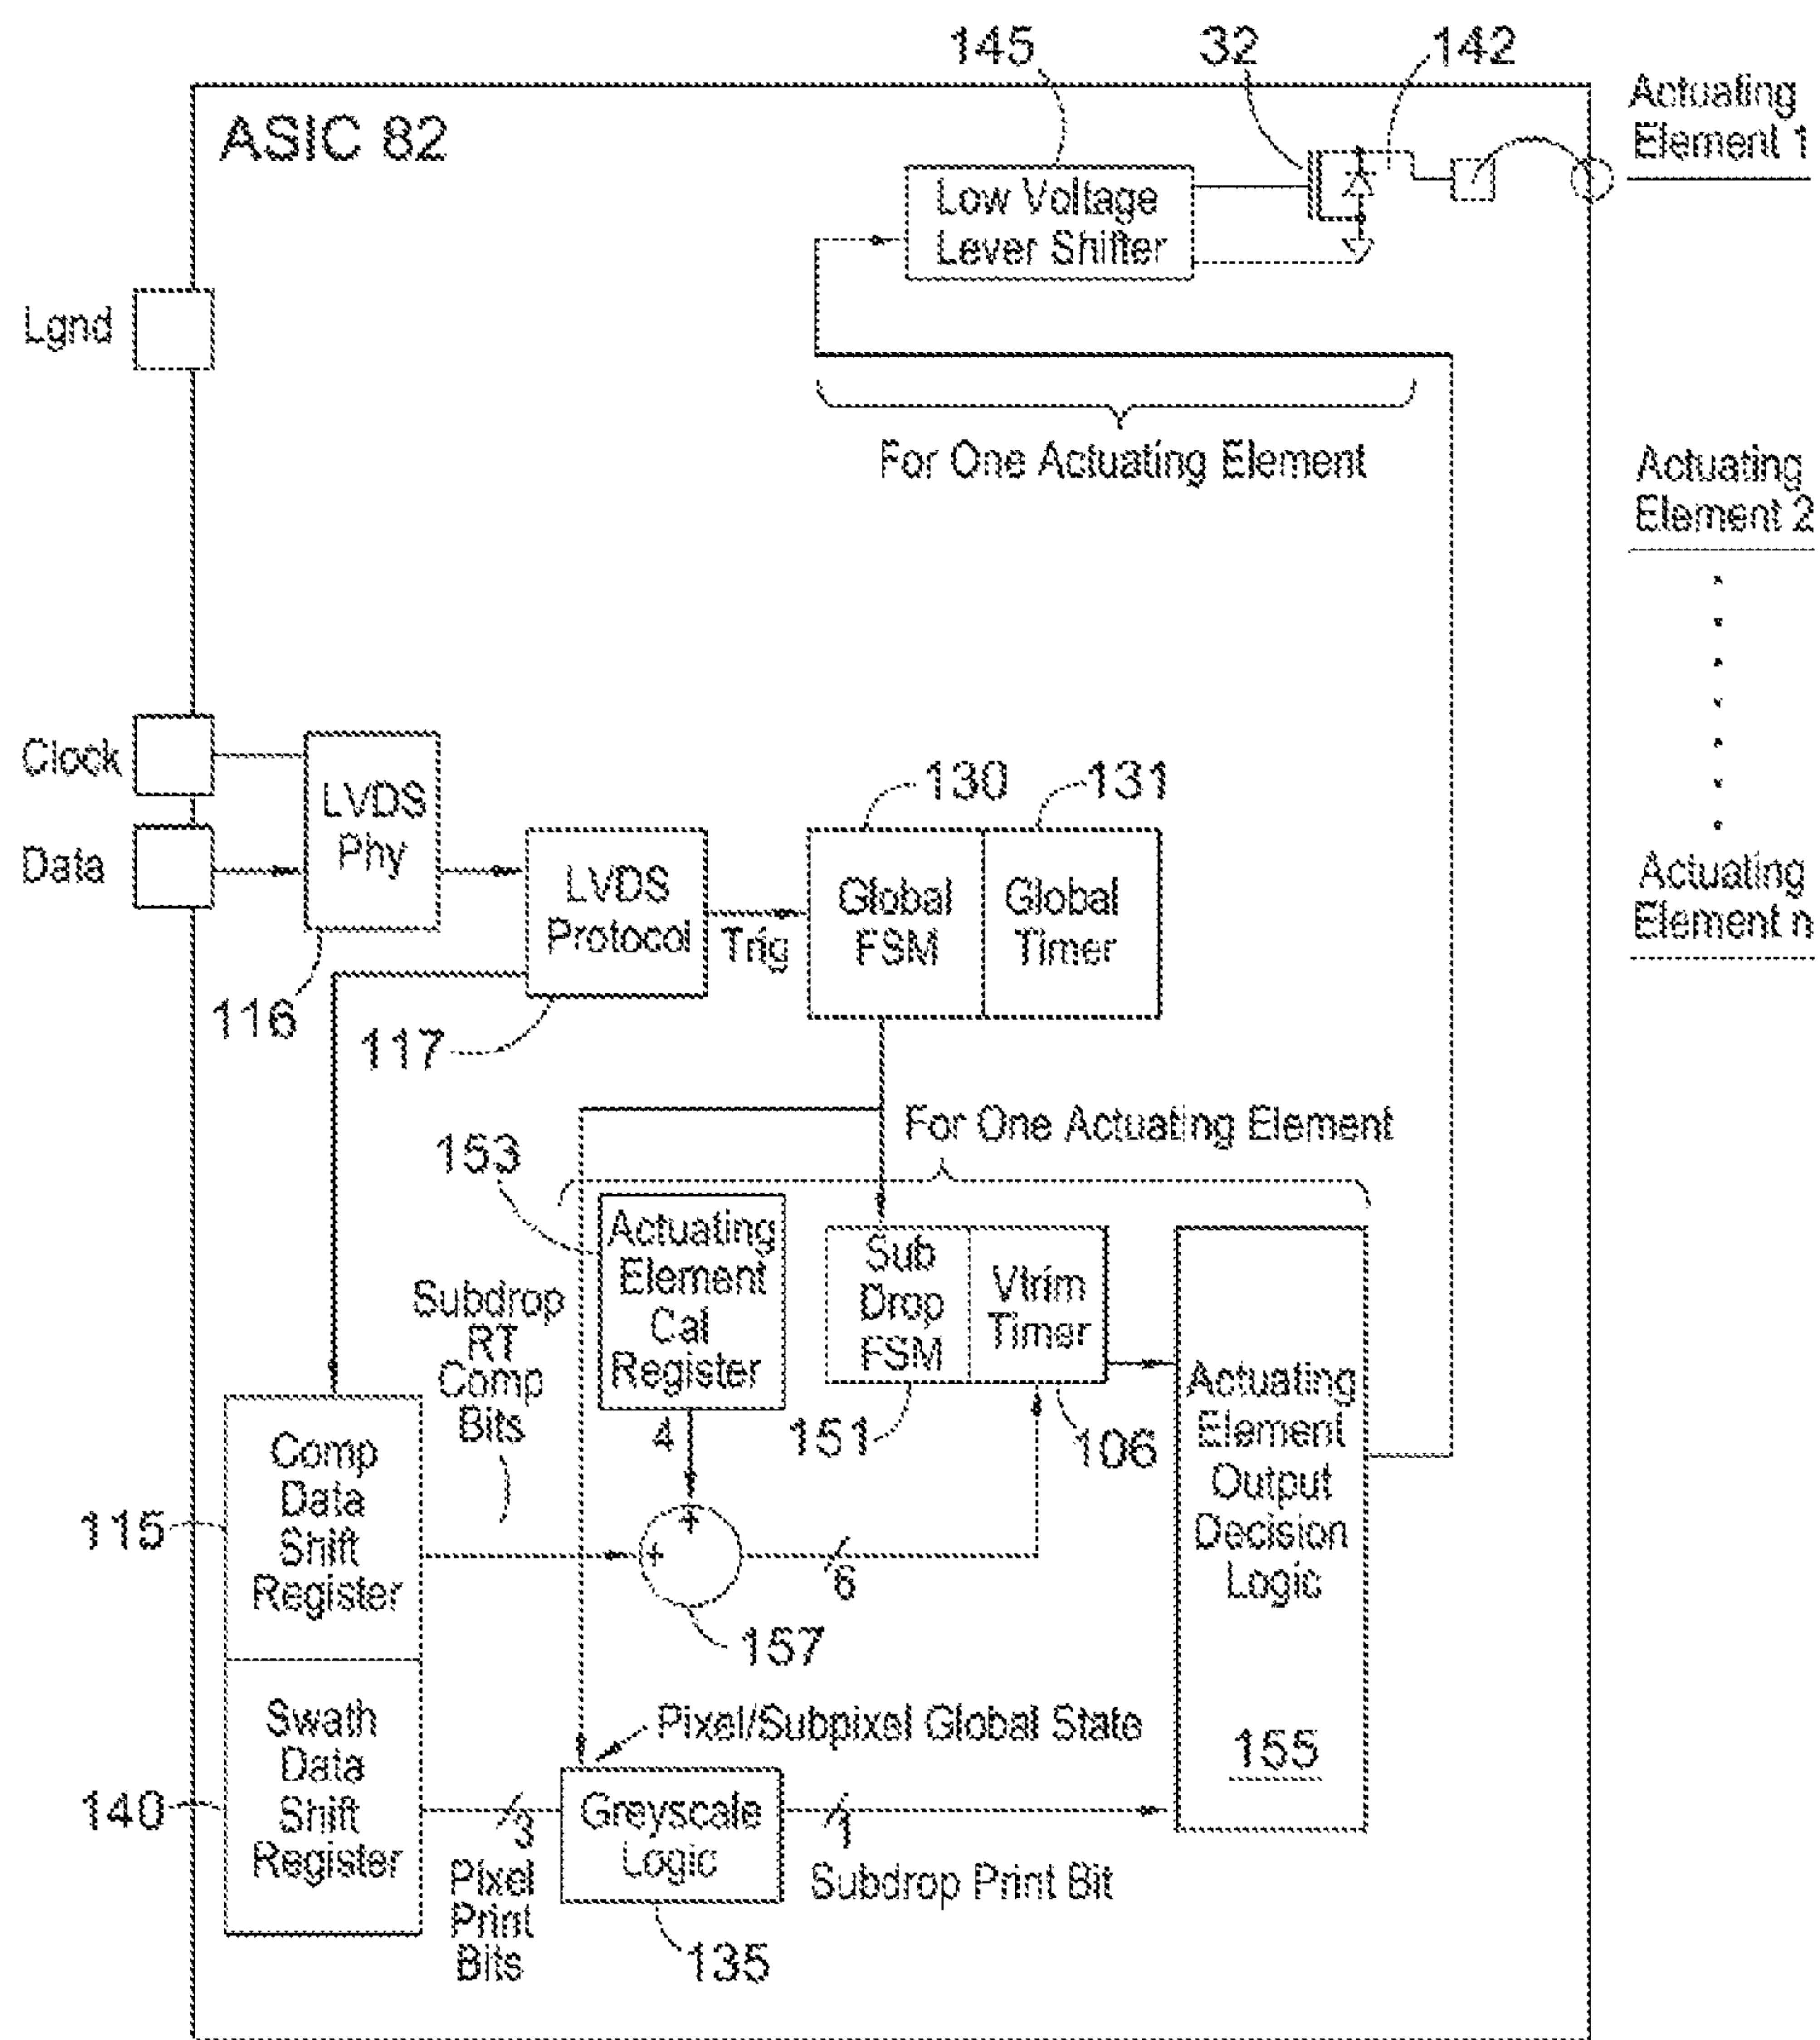 145
32
142
Actuating
Element 1
ASIC 82
Low Voltage
Lever Shifter
Lgnd
For One Actuating Element
Actuating
Element 2
Clock
LVDS
Phy
130
131
Data
LVDS
Protocol
Trig
Global
FSM
Global
Timer
Actuating
Element n
116
117
For One Actuating Element
153
Actuating
Element
Cal
Register
Sub
Drop
FSM
Vtrim
Timer
Subdrop
RT
Comp
Bits
4
151
106
Actuating
Element
Output
Decision
Logic
155
Comp
Data
Shift
Register
115
+
+
6
157
Pixel/Subpixel Global State
Swath
Data
Shift
Register
140
3
Pixel
Print
Bits
Greyscale
Logic
1
Subdrop Print Bit
135